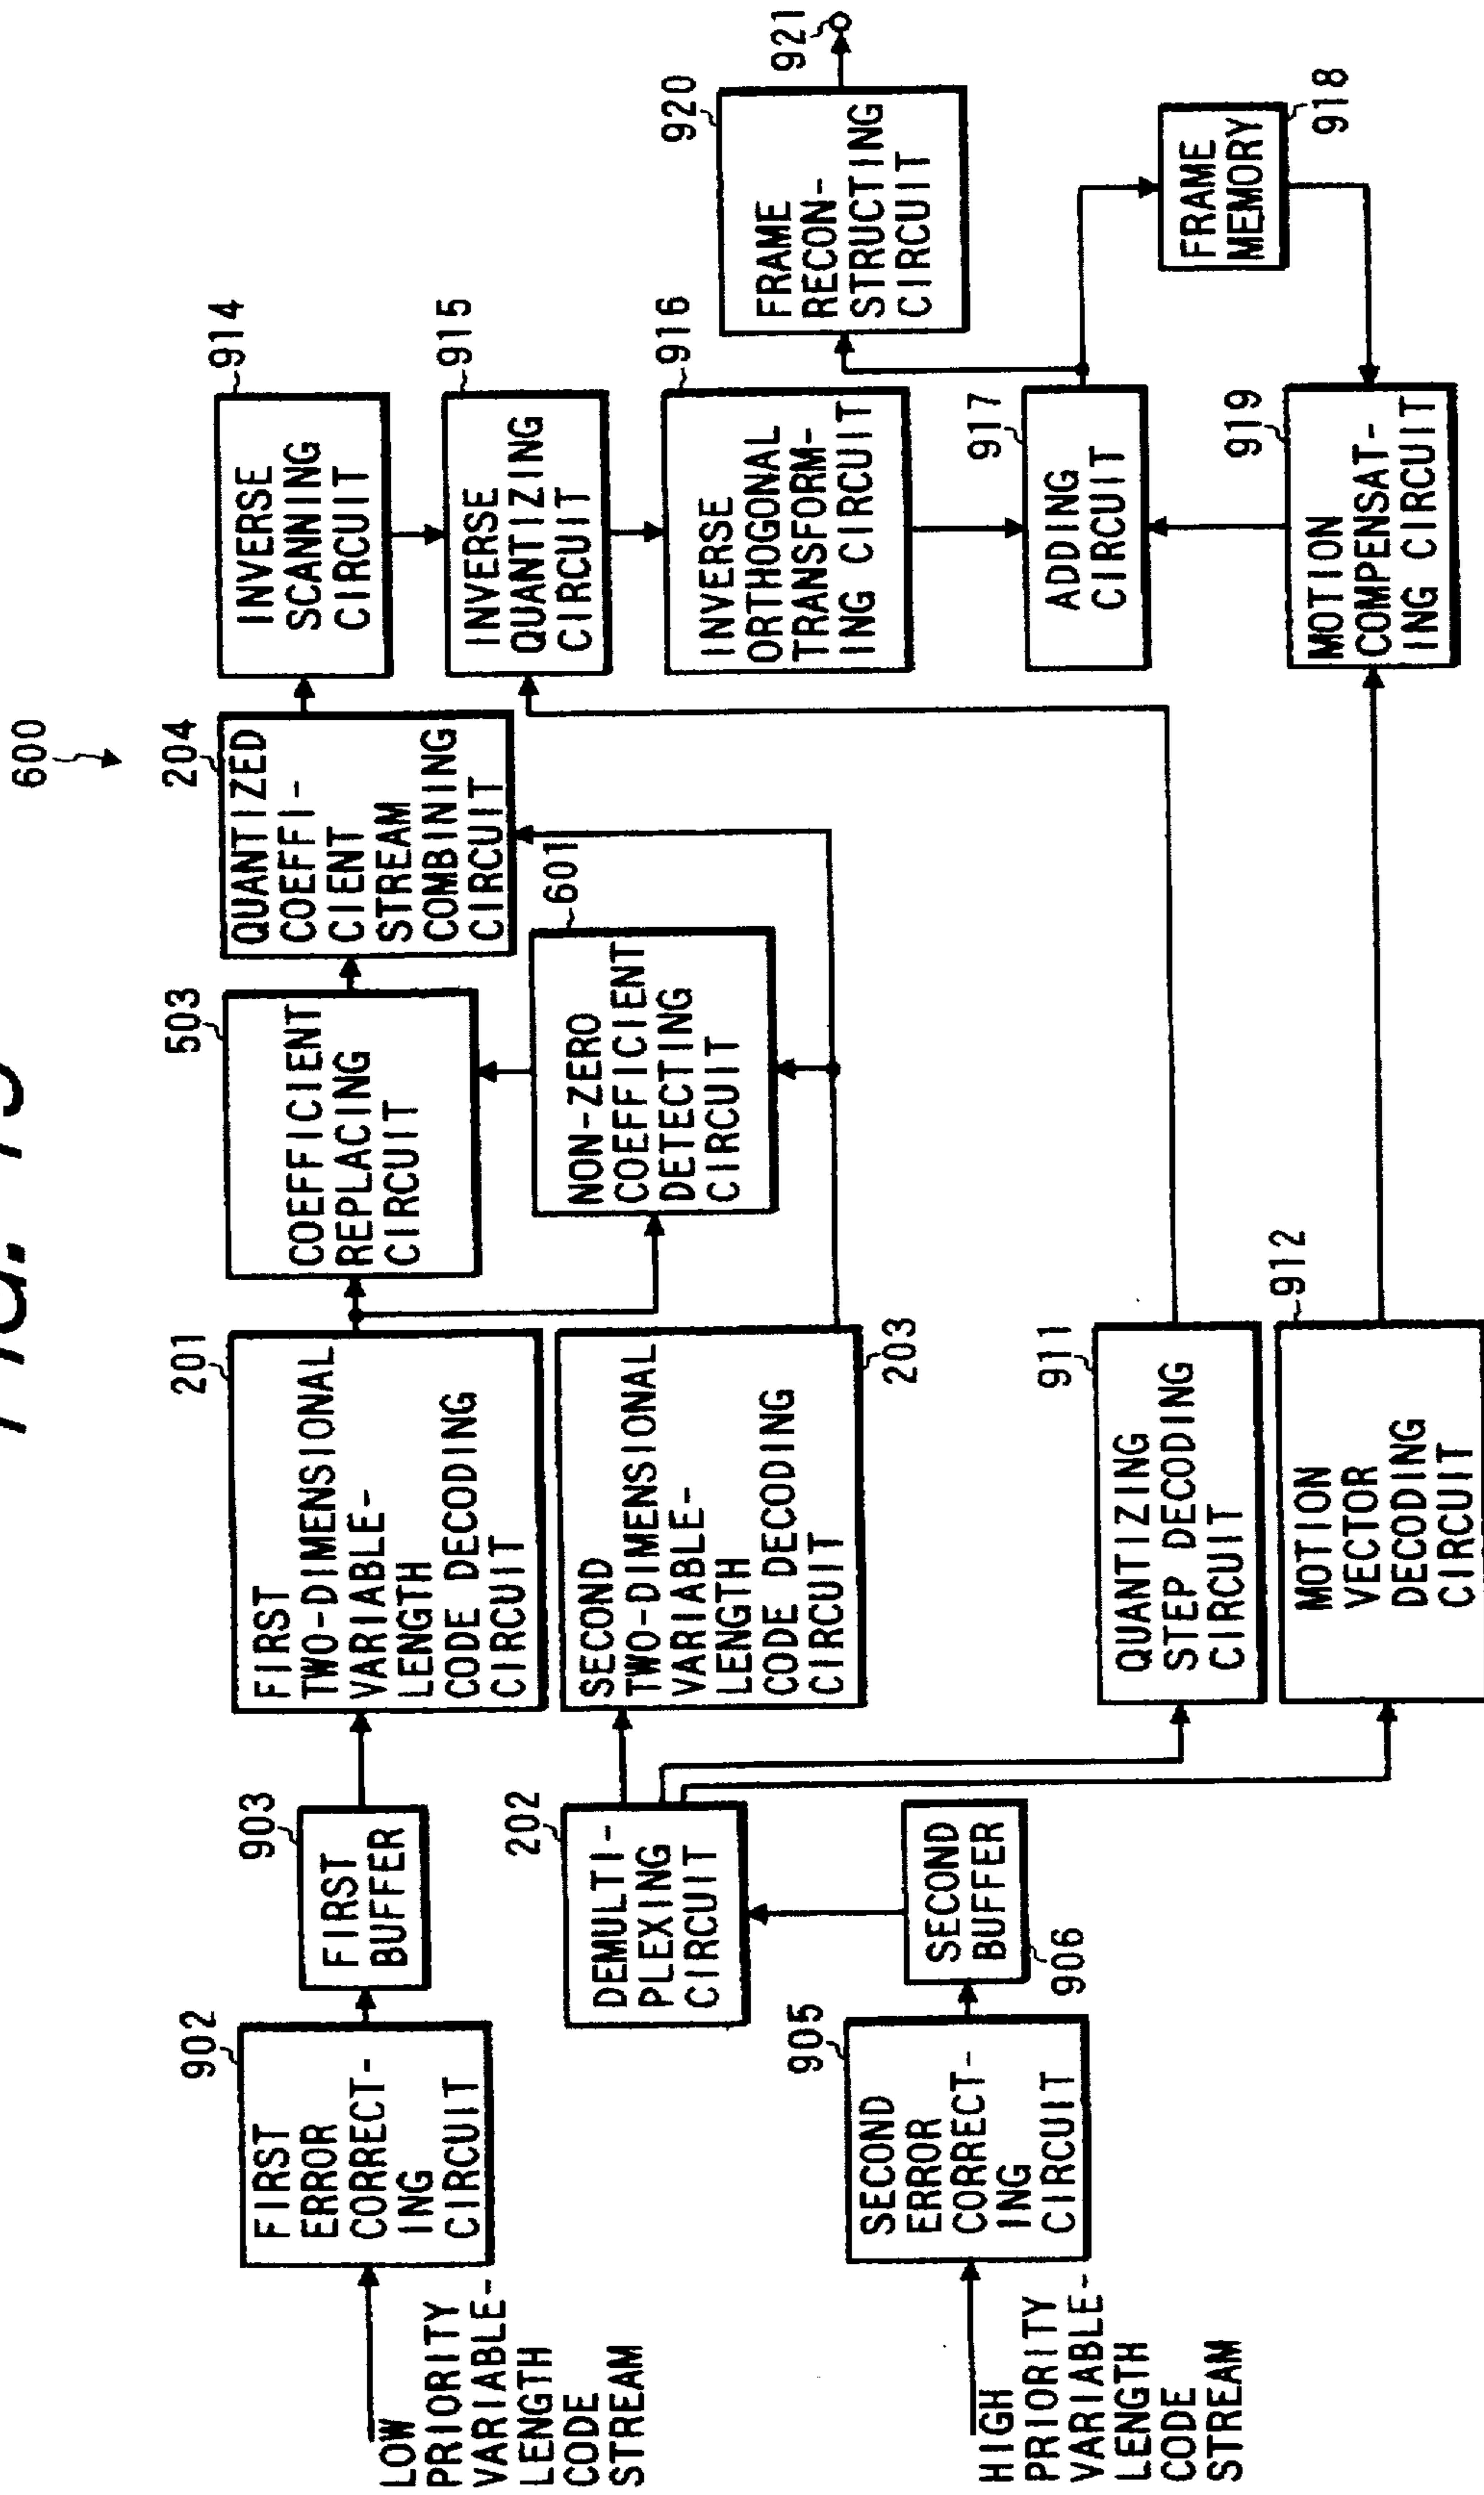 600
LOW
PRIORITY
VARIABLE-
LENGTH
CODE
STREAM
902
FIRST
ERROR
CORRECT-
ING
CIRCUIT
903
FIRST
BUFFER
201
FIRST
TWO-DIMENSIONAL
VARIABLE-
LENGTH
CODE DECODING
CIRCUIT
503
COEFFICIENT
REPLACING
CIRCUIT
204
QUANTIZED
COEFFI-
CIENT
STREAM
COMBINING
CIRCUIT
914
INVERSE
SCANNING
CIRCUIT
202
DEMULTI-
PLEXING
CIRCUIT
SECOND
TWO-DIMENSIONAL
VARIABLE-
LENGTH
CODE DECODING
CIRCUIT
203
601
NON-ZERO
COEFFICIENT
DETECTING
CIRCUIT
915
INVERSE
QUANTIZING
CIRCUIT
916
INVERSE
ORTHOGONAL
TRANSFORM-
ING CIRCUIT
920
FRAME
RECON-
STRUCTING
CIRCUIT
921
HIGH
PRIORITY
VARIABLE-
LENGTH
CODE
STREAM
905
SECOND
ERROR
CORRECT-
ING
CIRCUIT
SECOND
BUFFER
906
911
QUANTIZING
STEP DECODING
CIRCUIT
917
ADDING
CIRCUIT
FRAME
MEMORY
918
912
MOTION
VECTOR
DECODING
CIRCUIT
919
MOTION
COMPENSAT-
ING CIRCUIT